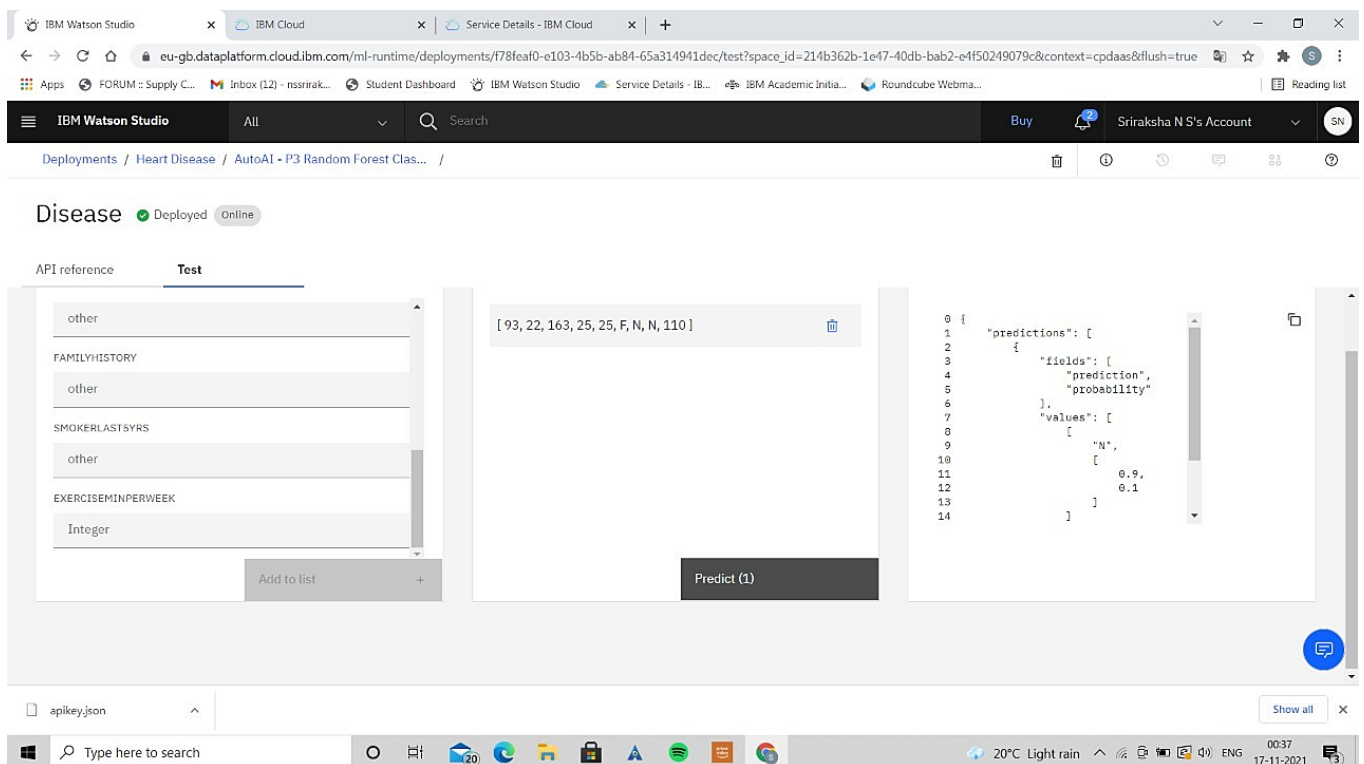 IBM Watson Studio
IBM Cloud
Service Details - IBM Cloud
eu-gb.dataplatform.cloud.ibm.com/ml-runtime/deployments/f78feaf0-e103-4b5b-ab84-65a314941dec/test?space_id=214b362b-1e47-40db-bab2-e4f50249079c&context=cpdaas&flush=true
S
Apps FORUM :: Supply C... Inbox (12) - nssrirak... Student Dashboard IBM Watson Studio Service Details - IB... IBM Academic Initia... Roundcube Webma... Reading list
IBM Watson Studio All Search Buy 2 Sriraksha N S's Account SN
Deployments / Heart Disease / AutoAI - P3 Random Forest Clas... /
Disease Deployed Online
API reference Test
other
FAMILYHISTORY
other
SMOKERLAST5YRS
other
EXERCISEMINPERWEEK
Integer
Add to list +
[ 93, 22, 163, 25, 25, F, N, N, 110 ]
Predict (1)
0 {
1 "predictions": [
2 {
3 "fields": [
4 "prediction",
5 "probability"
6 ],
7 "values": [
8 [
9 "N",
10 [
11 0.9,
12 0.1
13 ]
14 ]
apikey.json
Show all
Type here to search
20
prime video
20°C Light rain
ENG
00:37
17-11-2021
3